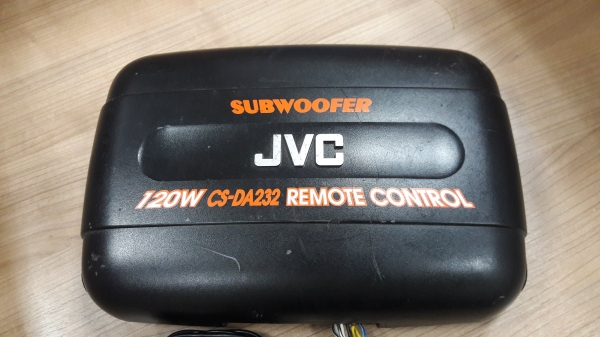 SUBWOOFER
JVC
120W CS-DA232 REMOTE CONTROL